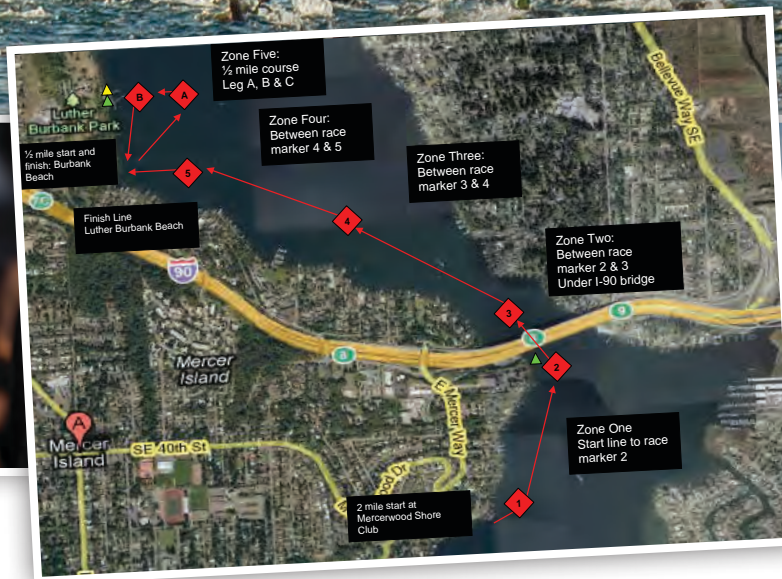 Zone Five:
½ mile course
Leg A, B & C
Zone Four:
Between race
marker 4 & 5
Zone Three:
Between race
marker 3 & 4
Bellevue Way SE
B
A
Luther
Burbank Park
½ mile start and
finish: Burbank
Beach
5
4
Finish Line
Luther Burbank Beach
90
Zone Two:
Between race
marker 2 & 3
Under I-90 bridge
3
9
8
2
Mercer
Island
E Mercer Way
A
Mercer
Island
SE 40th St
Zone One
Start line to race
marker 2
2 mile start at
Mercerwood Shore
Club
1